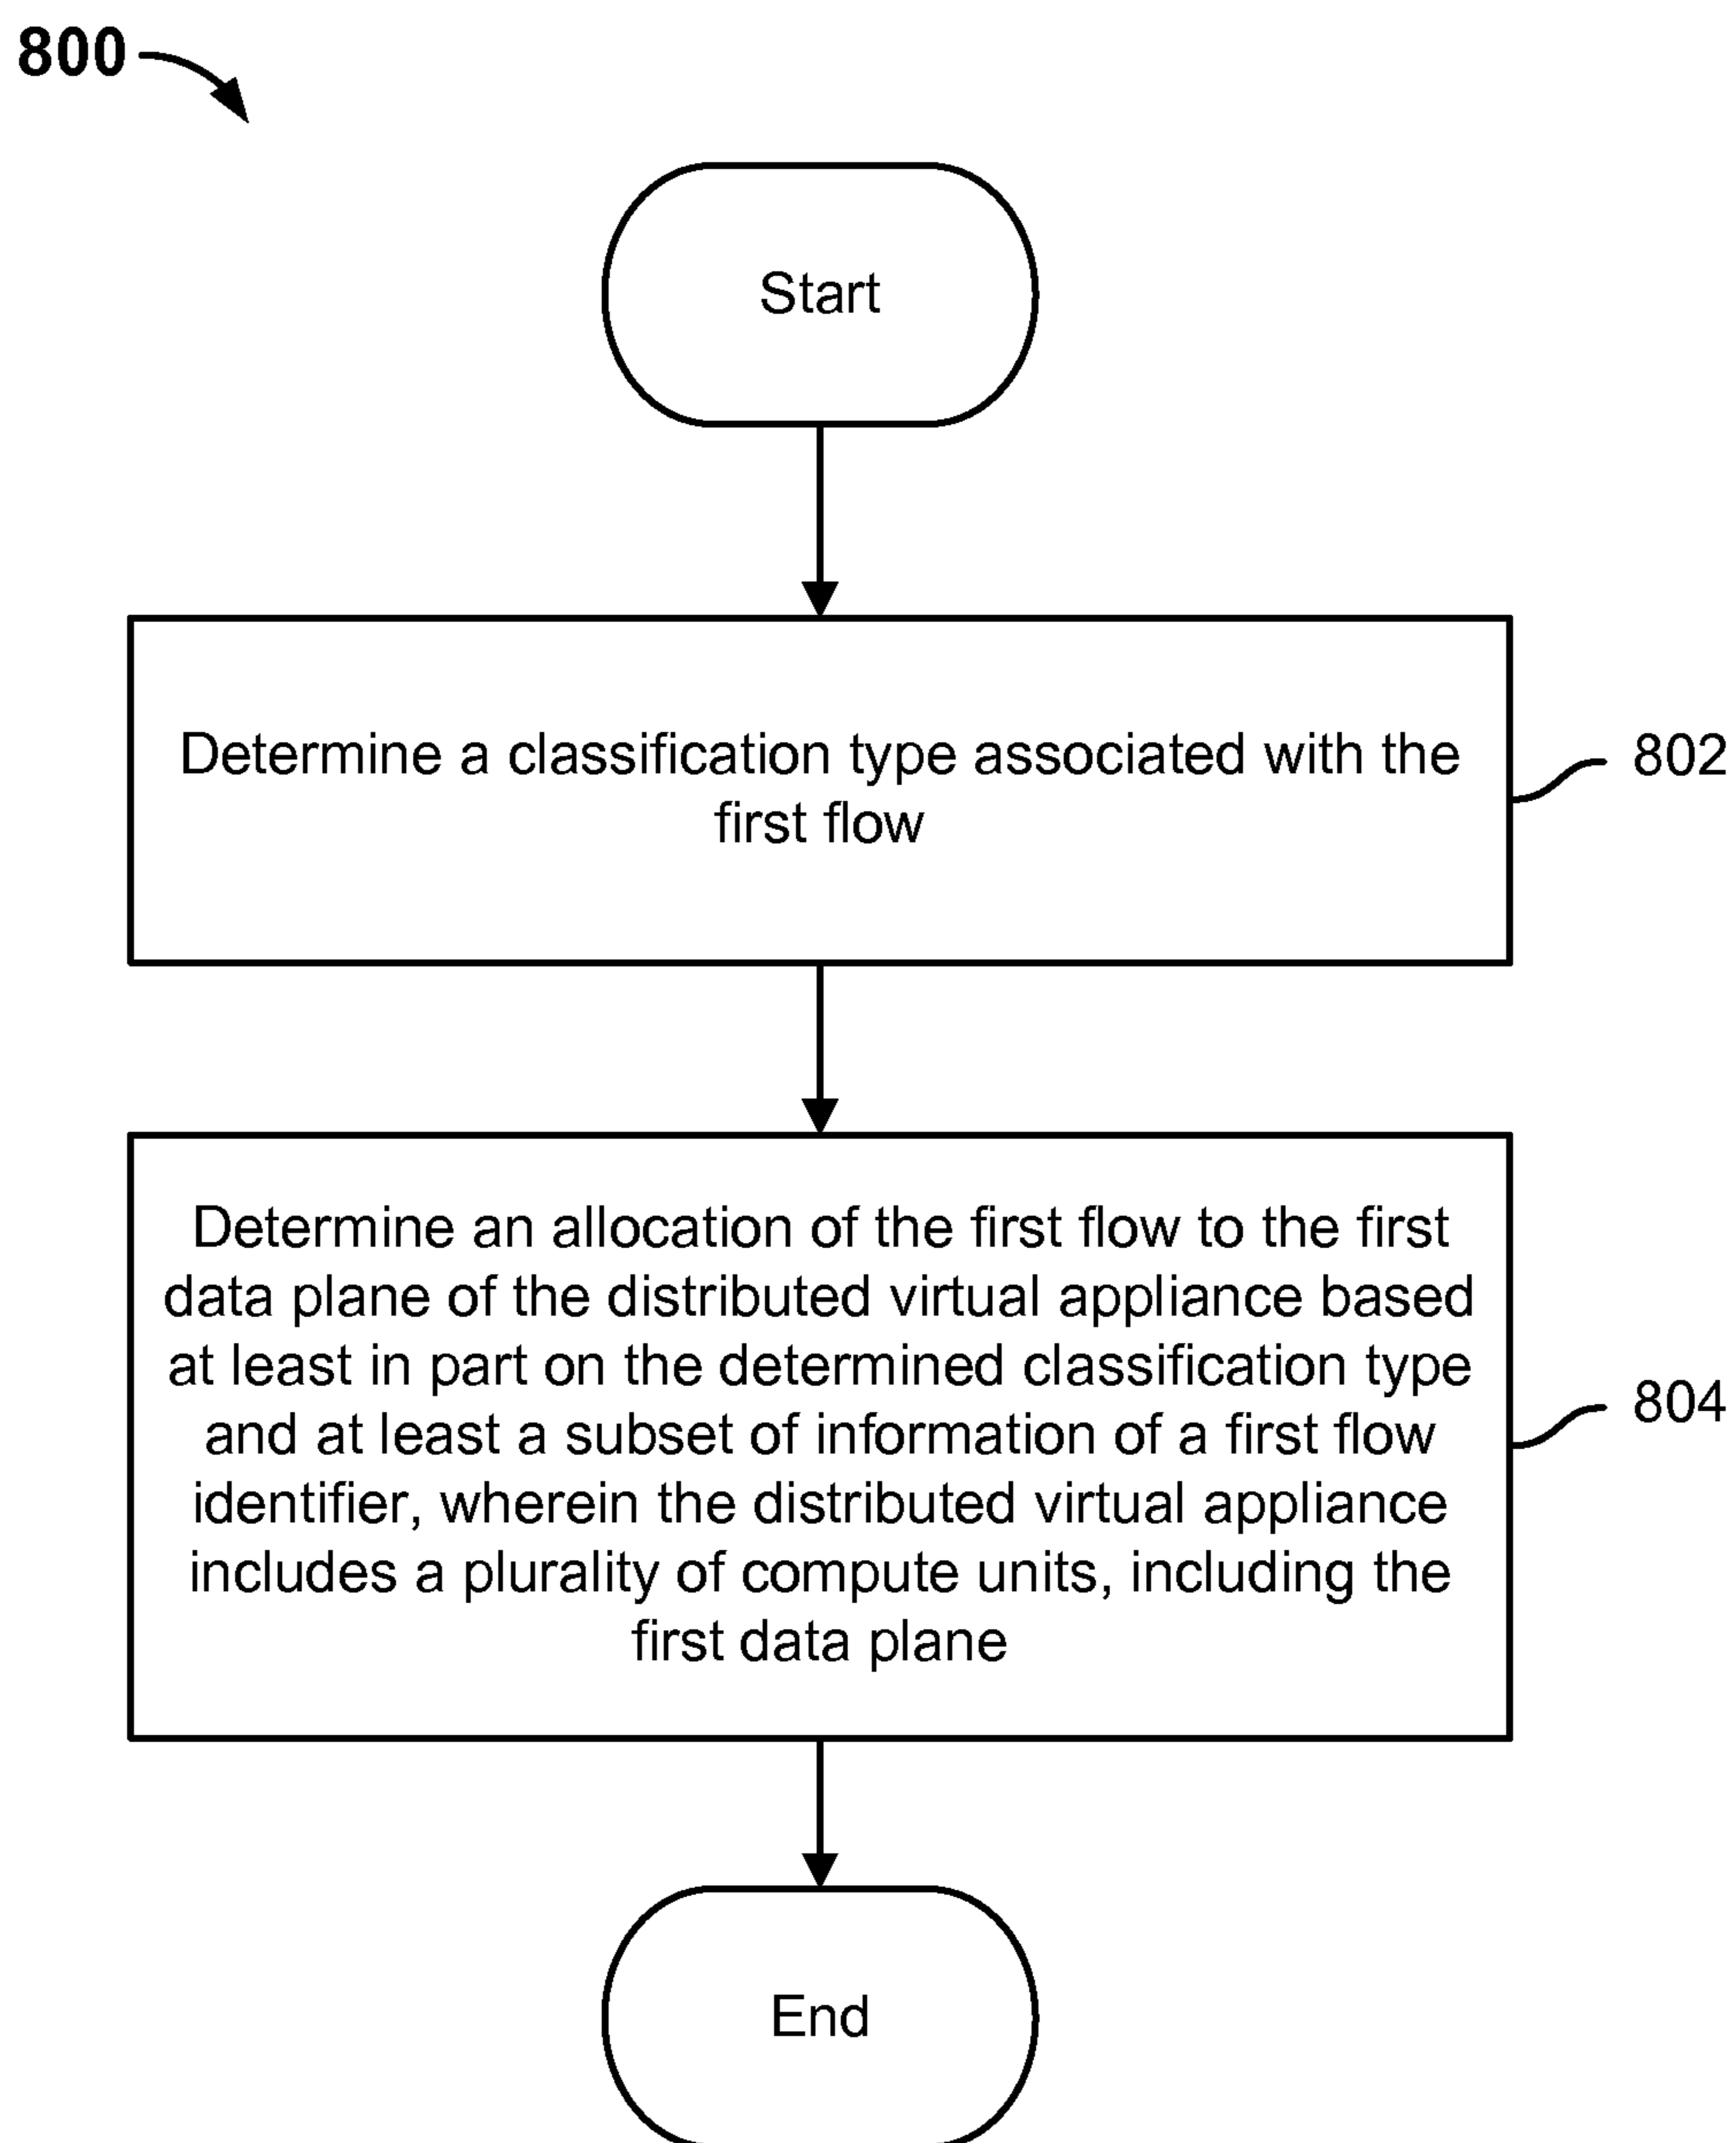 800
Start
Determine a classification type associated with the
first flow
802
Determine an allocation of the first flow to the first
data plane of the distributed virtual appliance based
at least in part on the determined classification type
and at least a subset of information of a first flow
identifier, wherein the distributed virtual appliance
includes a plurality of compute units, including the
first data plane
804
End